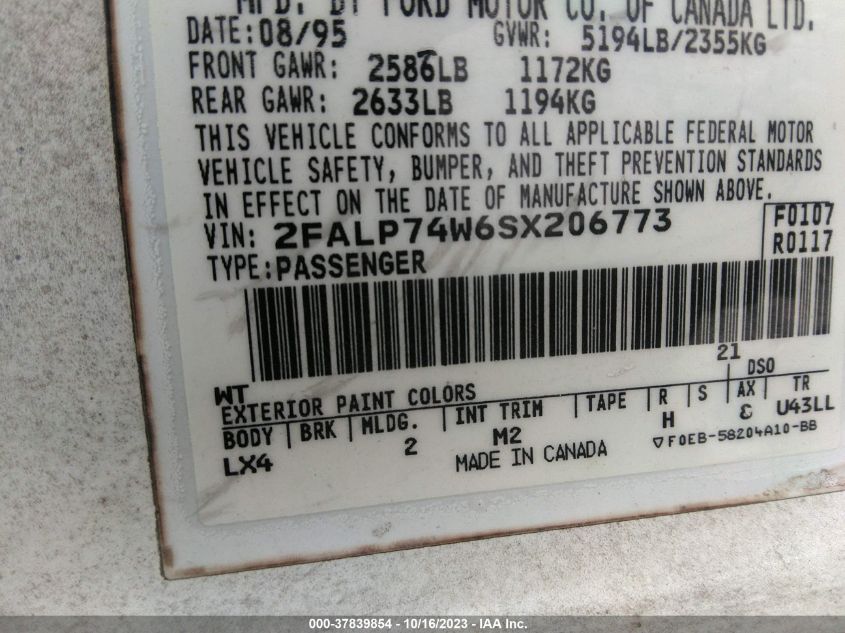 MFD. BY FORD MOTOR CO. OF CANADA LTD.
DATE: 08/95 GVWR: 5194LB/2355KG
FRONT GAWR: 2586LB 1172KG
REAR GAWR: 2633LB 1194KG
THIS VEHICLE CONFORMS TO ALL APPLICABLE FEDERAL MOTOR
VEHICLE SAFETY, BUMPER, AND THEFT PREVENTION STANDARDS
IN EFFECT ON THE DATE OF MANUFACTURE SHOWN ABOVE.
VIN: 2FALP74W6SX206773 F0107
TYPE: PASSENGER R0117
21
WT DSO
EXTERIOR PAINT COLORS
BODY BRK MLDG. INT TRIM TAPE R S AX TR
LX4 2 M2 H & U43LL
MADE IN CANADA ▽F0EB-58204A10-BB
000-37839854 - 10/16/2023 - IAA Inc.